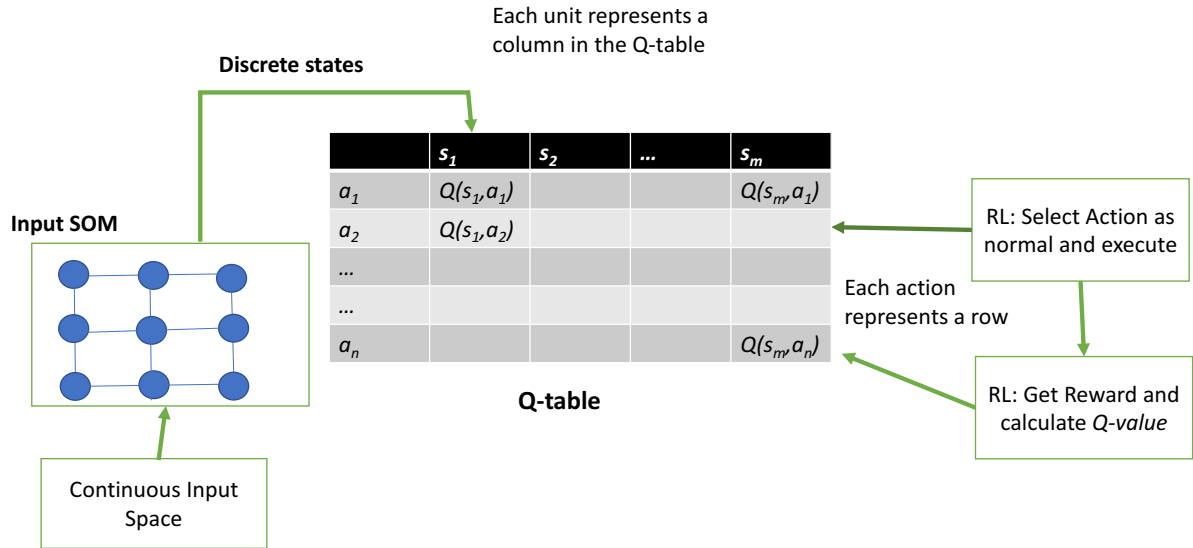 Each unit represents a
column in the Q-table
Discrete states
s1 s2 … sm
a1 Q(s1,a1) Q(sm,a1)
a2 Q(s1,a2)
…
…
an Q(sm,an)
Q-table
Input SOM
Continuous Input
Space
RL: Select Action as
normal and execute
Each action
represents a row
RL: Get Reward and
calculate Q-value